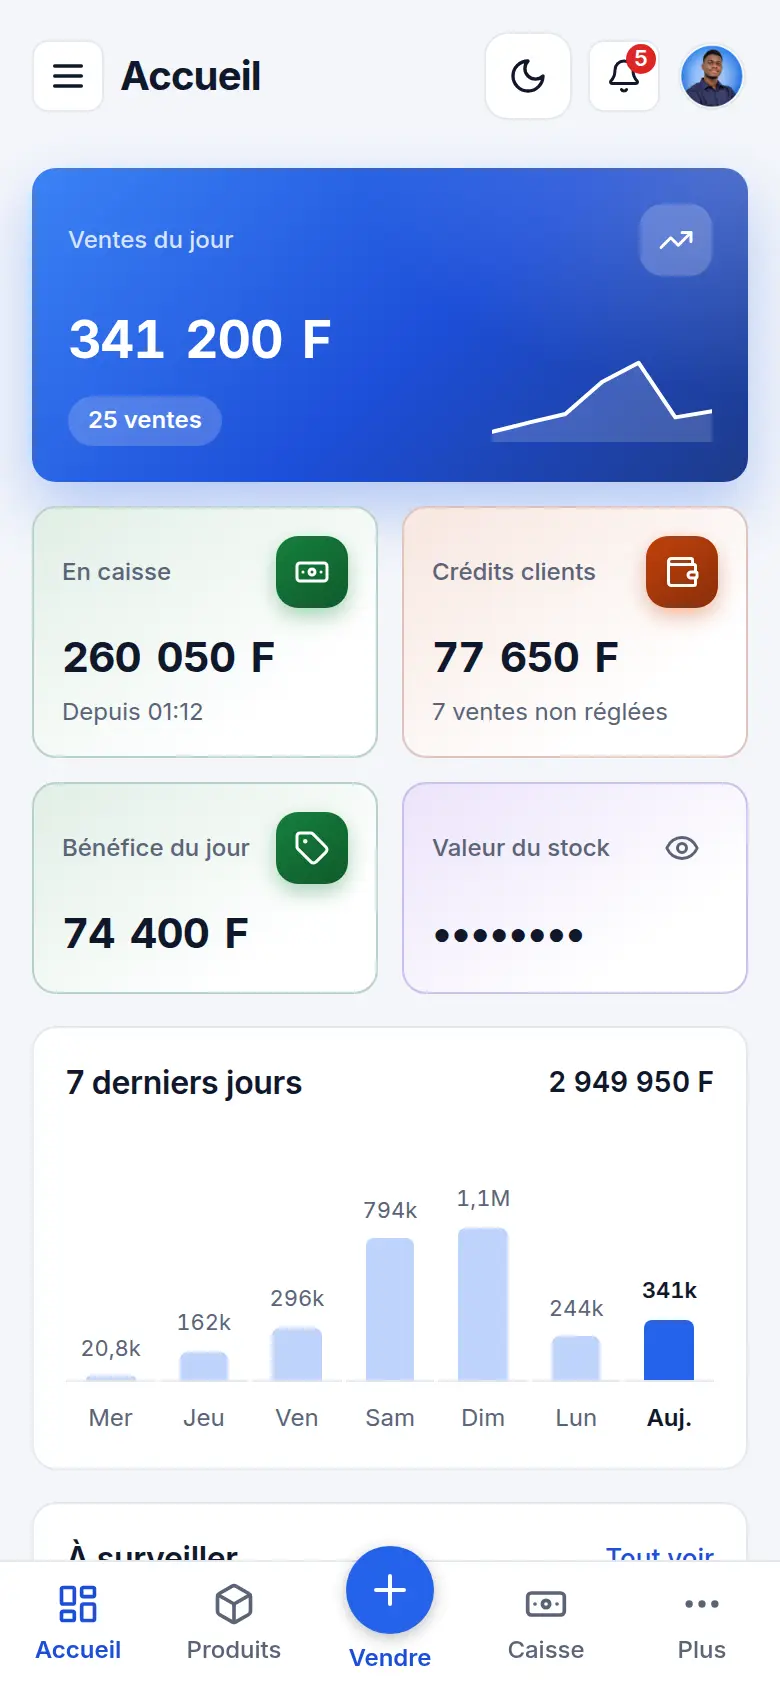 Accueil
5
Ventes du jour
341 200 F
25 ventes
En caisse
260 050 F
Depuis 01:12
Crédits clients
77 650 F
7 ventes non réglées
Bénéfice du jour
74 400 F
Valeur du stock
••••••••
7 derniers jours
2 949 950 F
20,8k
162k
296k
794k
1,1M
244k
341k
Mer
Jeu
Ven
Sam
Dim
Lun
Auj.
À surveiller
Tout voir
Accueil
Produits
Vendre
Caisse
Plus